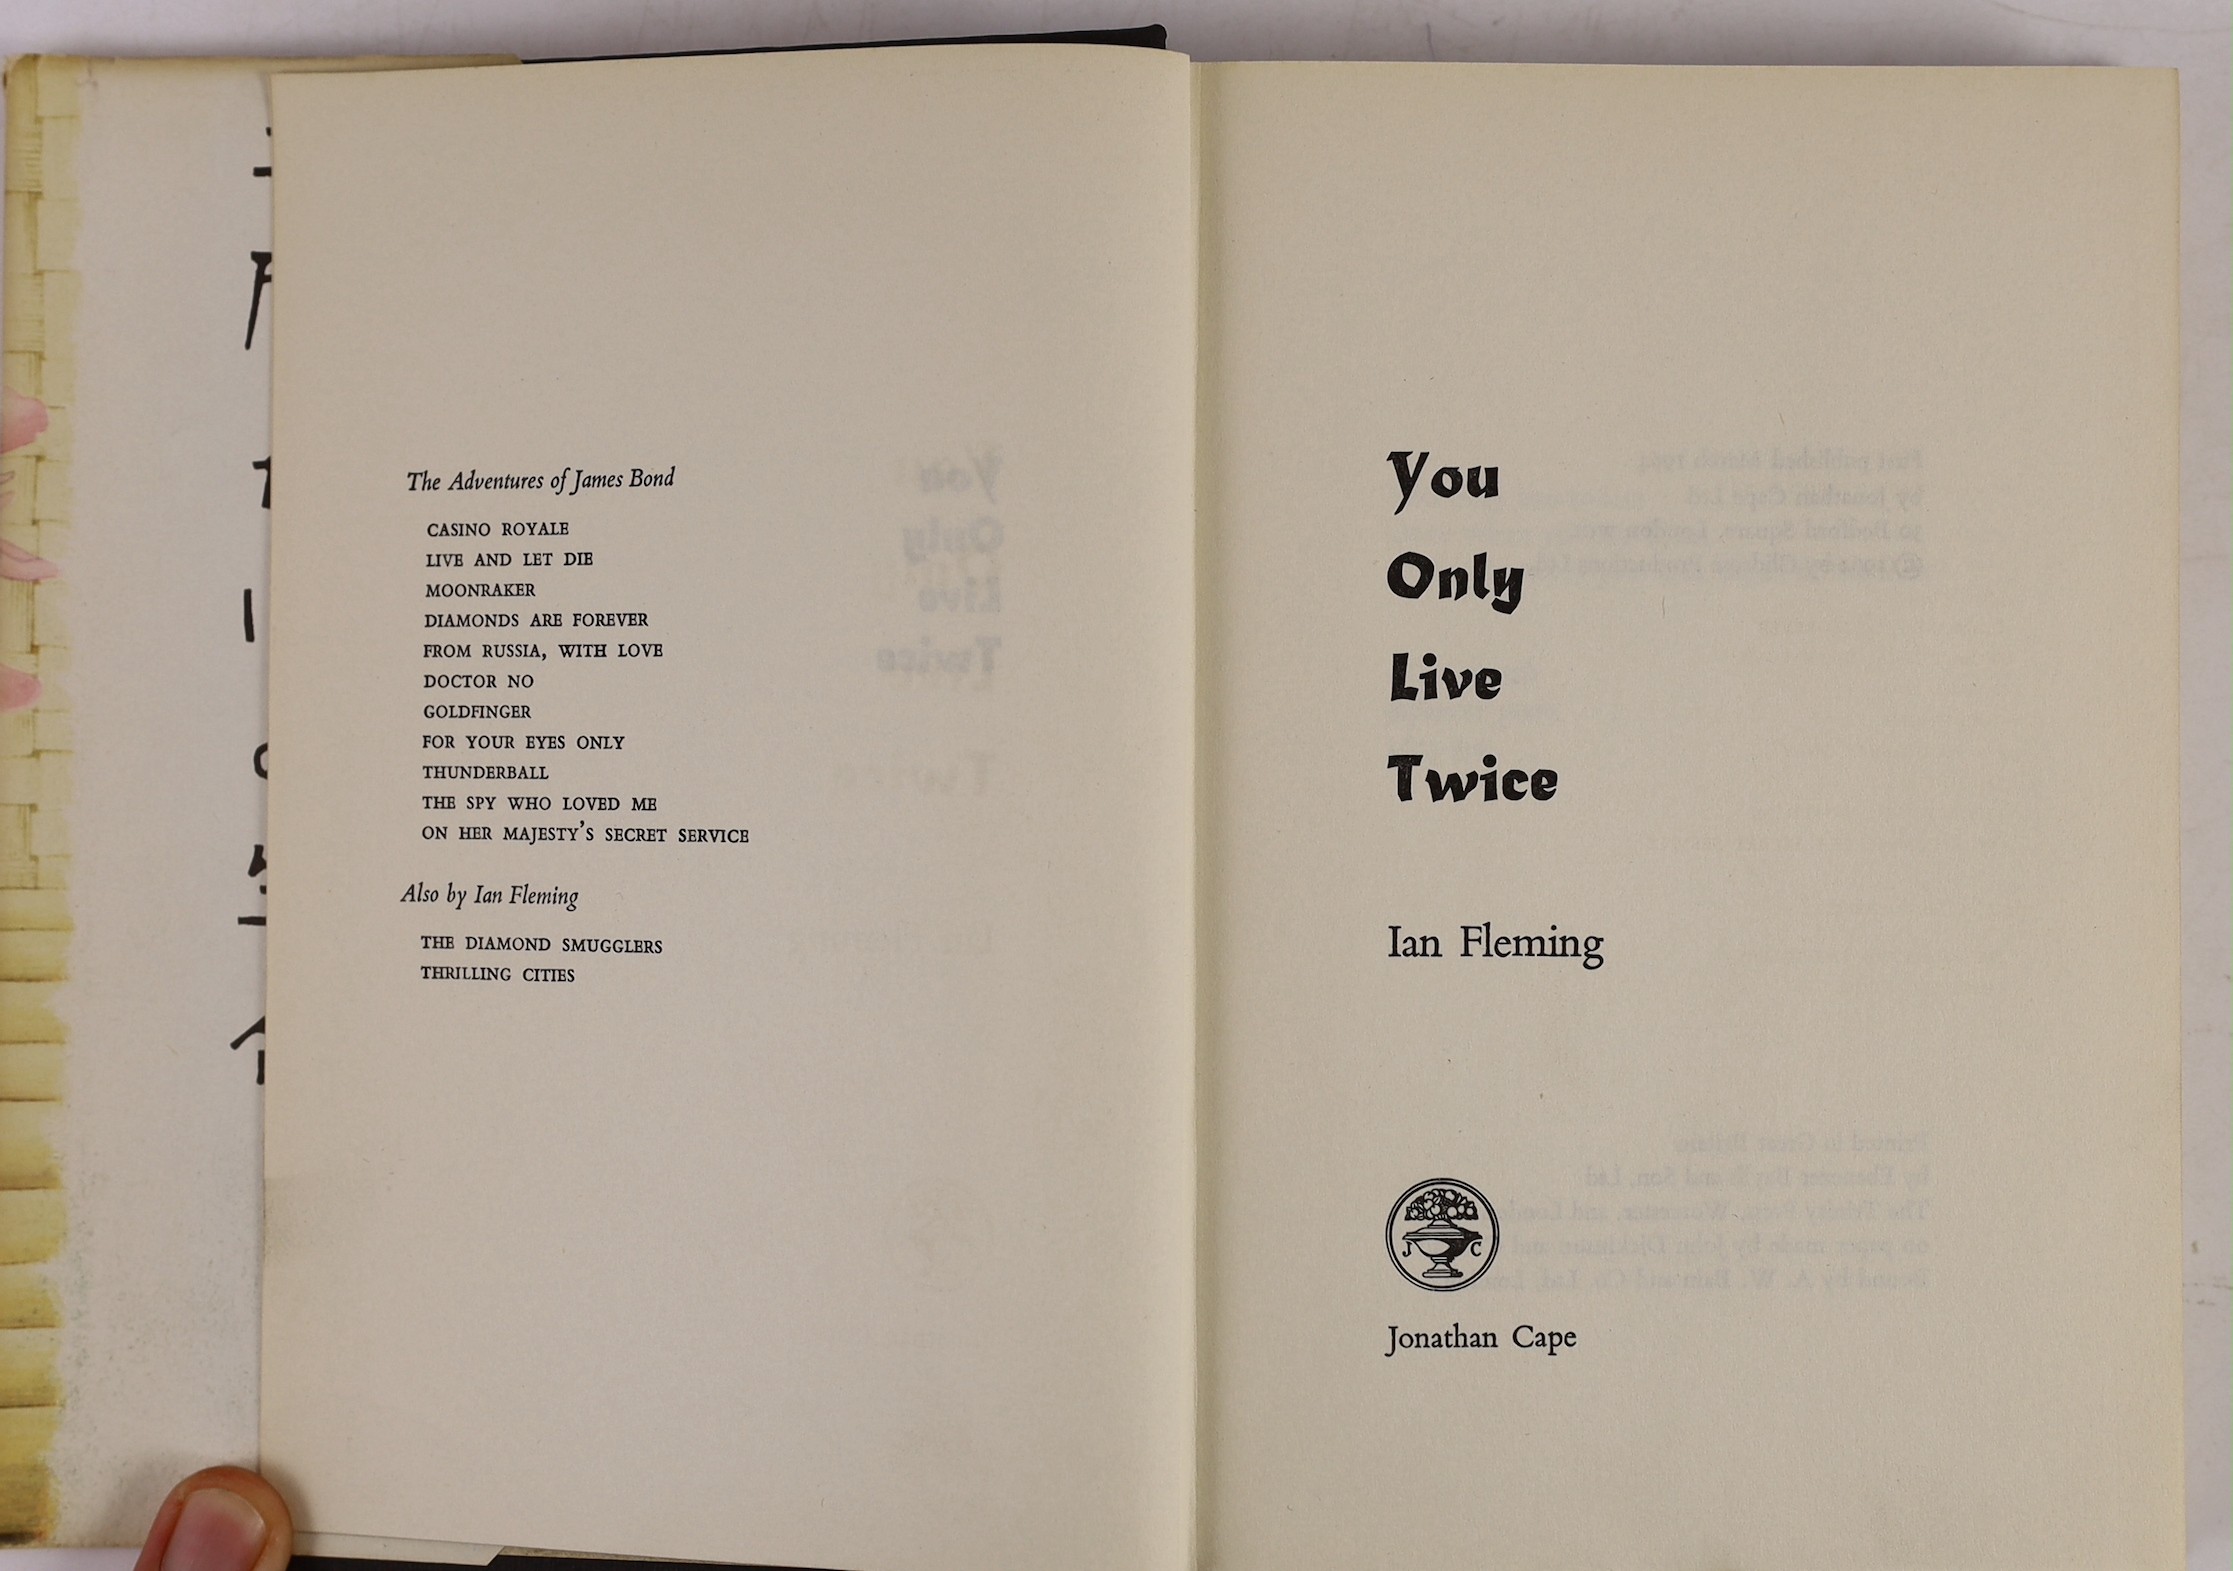 The Adventures of James Bond
CASINO ROYALE
LIVE AND LET DIE
MOONRAKER
DIAMONDS ARE FOREVER
FROM RUSSIA, WITH LOVE
DOCTOR NO
GOLDFINGER
FOR YOUR EYES ONLY
THUNDERBALL
THE SPY WHO LOVED ME
ON HER MAJESTY'S SECRET SERVICE
Also by Ian Fleming
THE DIAMOND SMUGGLERS
THRILLING CITIES
You
Only
Live
Twice
Ian Fleming
J C
Jonathan Cape